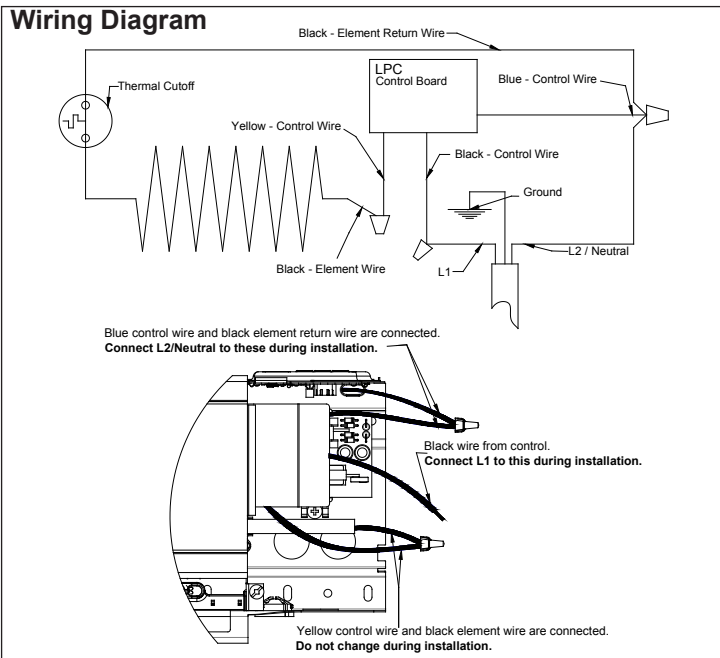 Wiring Diagram
Black - Element Return Wire
LPC
Control Board
Blue - Control Wire
Thermal Cutoff
Yellow - Control Wire
Black - Control Wire
Ground
L2 / Neutral
L1
Black - Element Wire
Blue control wire and black element return wire are connected.
Connect L2/Neutral to these during installation.
Black wire from control.
Connect L1 to this during installation.
Yellow control wire and black element wire are connected.
Do not change during installation.